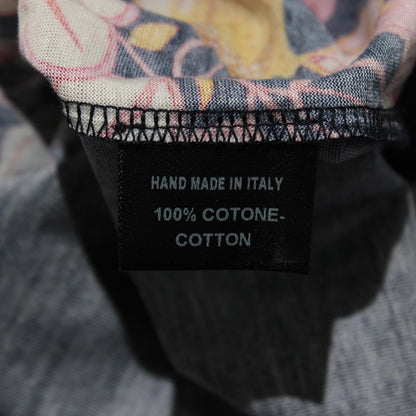 HAND MADE IN ITALY
100% COTONE-
COTTON